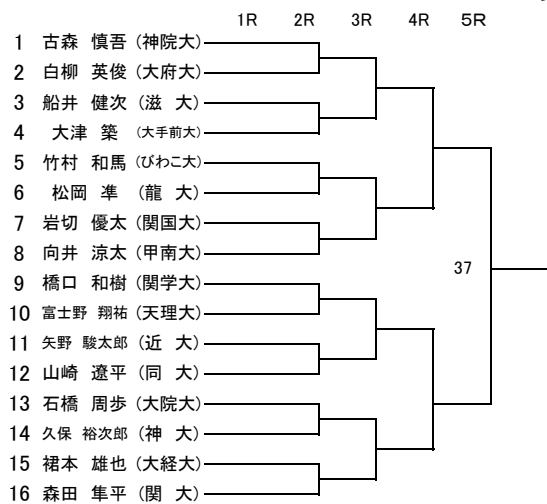 1R 2R 3R 4R 5R
1 古森 慎吾 (神院大)
2 白柳 英俊 (大府大)
3 船井 健次 (滋 大)
4 大津 築 (大手前大)
5 竹村 和馬 (びわこ大)
6 松岡 準 (龍 大)
7 岩切 優太 (関国大)
8 向井 涼太 (甲南大)
37
9 橋口 和樹 (関学大)
10 富士野 翔祐 (天理大)
11 矢野 駿太郎 (近 大)
12 山崎 遼平 (同 大)
13 石橋 周歩 (大院大)
14 久保 裕次郎 (神 大)
15 裙本 雄也 (大経大)
16 森田 隼平 (関 大)